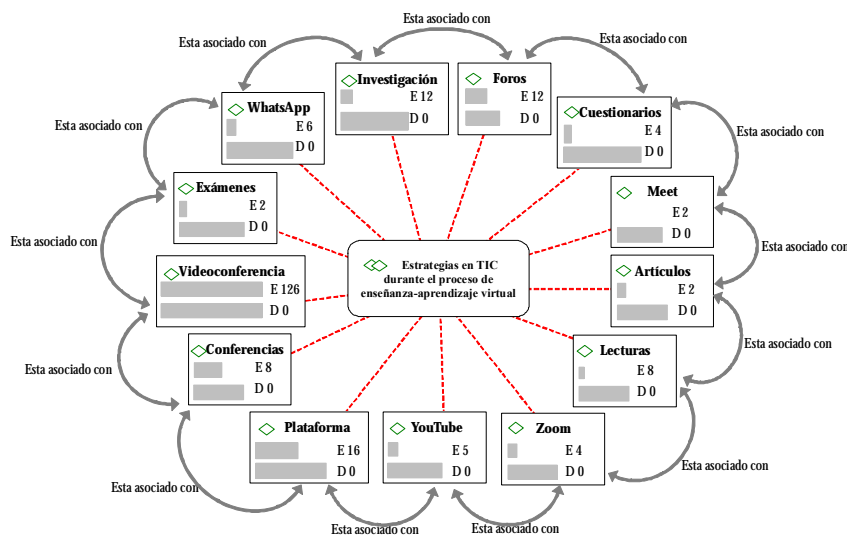 Esta asociado con
Esta asociado con
Esta asociado con
Investigación
E 12
D 0
Foros
E 12
D 0
WhatsApp
E 6
D 0
Cuestionarios
E 4
D 0
Esta asociado con
Esta asociado con
Exámenes
E 2
D 0
Meet
E 2
D 0
Esta asociado con
Esta asociado con
Videoconferencia
E 126
D 0
Estrategias en TIC
durante el proceso de
enseñanza-aprendizaje virtual
Artículos
E 2
D 0
Esta asociado con
Esta asociado con
Conferencias
E 8
D 0
Lecturas
E 8
D 0
Plataforma
E 16
D 0
YouTube
E 5
D 0
Zoom
E 4
D 0
Esta asociado con
Esta asociado con
Esta asociado con
Esta asociado con